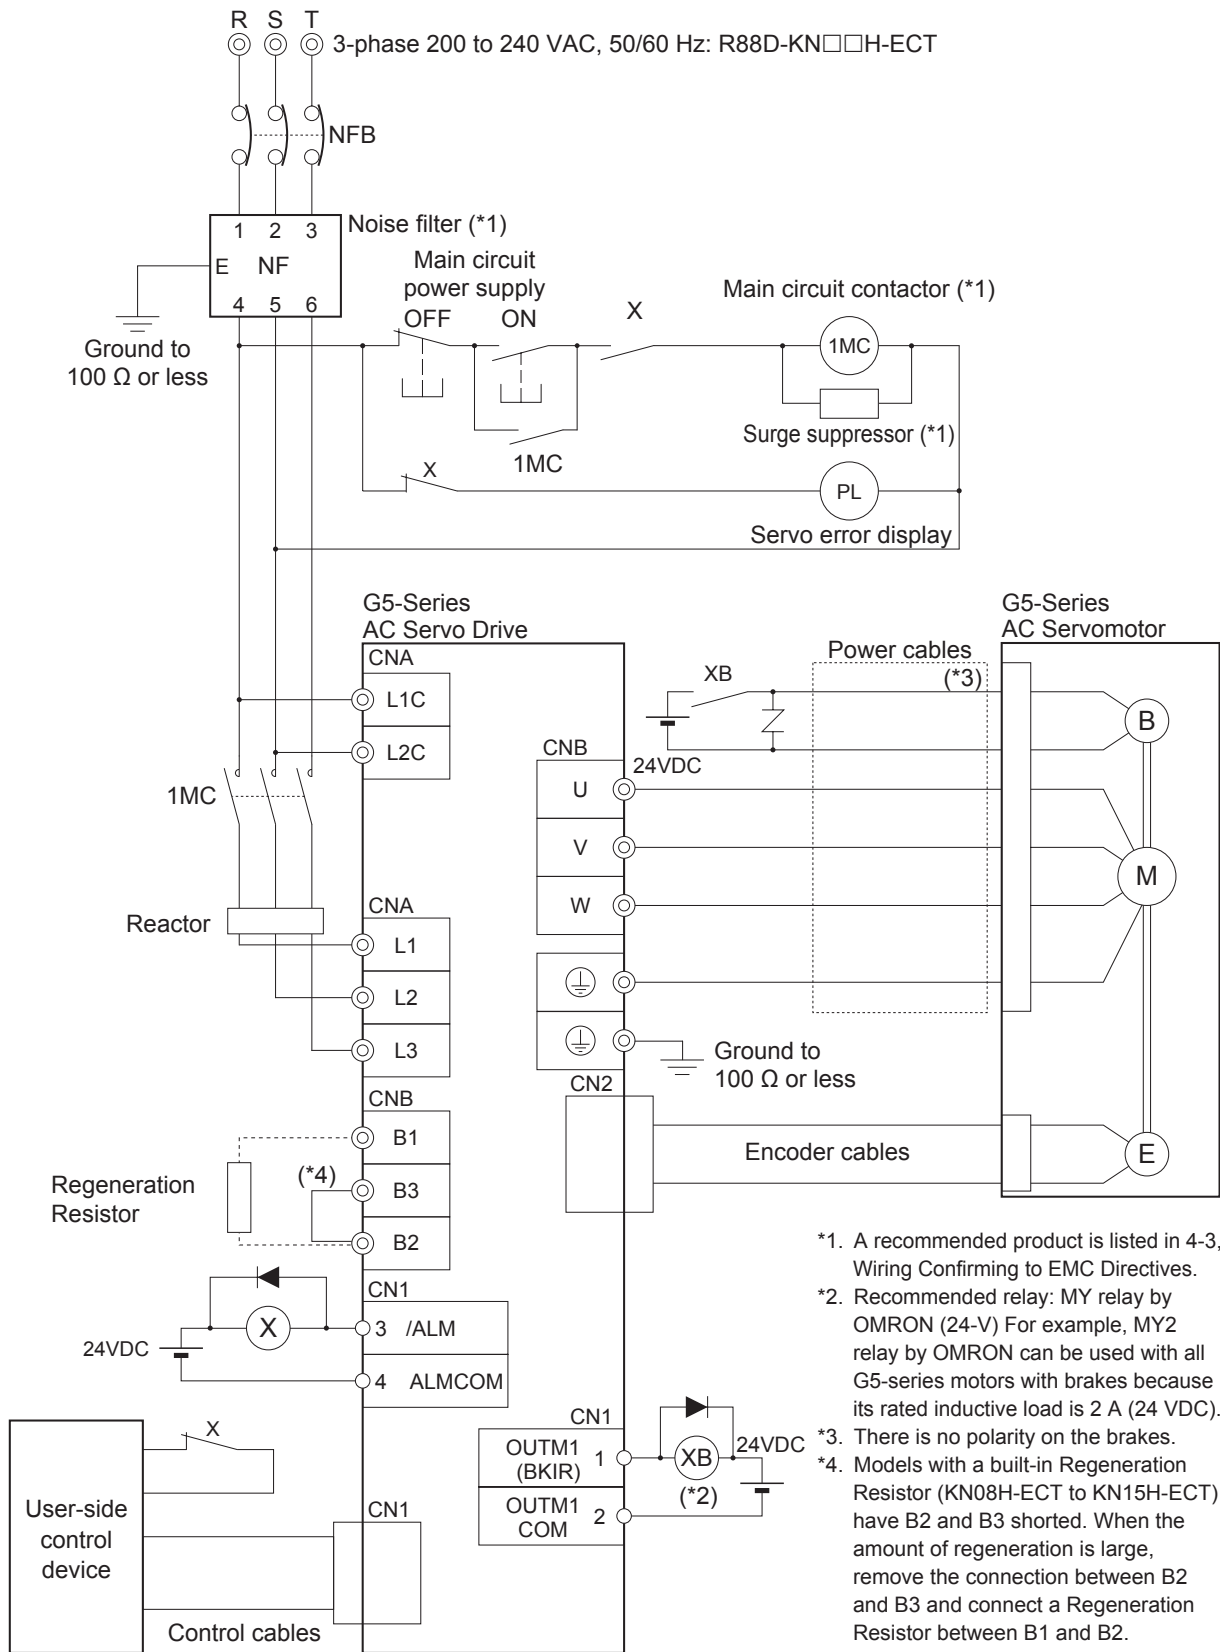 R S T
3-phase 200 to 240 VAC, 50/60 Hz: R88D-KN□□H-ECT
NFB
Noise filter (*1)
1 2 3
E NF
4 5 6
Ground to
100 Ω or less
Main circuit
power supply
OFF ON
X
Main circuit contactor (*1)
1MC
Surge suppressor (*1)
1MC
X
PL
Servo error display
G5-Series
AC Servo Drive
G5-Series
AC Servomotor
CNA
L1C
L2C
1MC
Reactor
CNA
L1
L2
L3
CNB
B1
B3
B2
(*4)
Regeneration
Resistor
CN1
3 /ALM
4 ALMCOM
X
24VDC
X
User-side
control
device
CN1
Control cables
XB
24VDC
Power cables
(*3)
CNB
U
V
W
Ground to
100 Ω or less
CN2
Encoder cables
B
M
E
CN1
OUTM1
(BKIR) 1
OUTM1
COM 2
XB
(*2)
24VDC
*1. A recommended product is listed in 4-3,
Wiring Confirming to EMC Directives.
*2. Recommended relay: MY relay by
OMRON (24-V) For example, MY2
relay by OMRON can be used with all
G5-series motors with brakes because
its rated inductive load is 2 A (24 VDC).
*3. There is no polarity on the brakes.
*4. Models with a built-in Regeneration
Resistor (KN08H-ECT to KN15H-ECT)
have B2 and B3 shorted. When the
amount of regeneration is large,
remove the connection between B2
and B3 and connect a Regeneration
Resistor between B1 and B2.